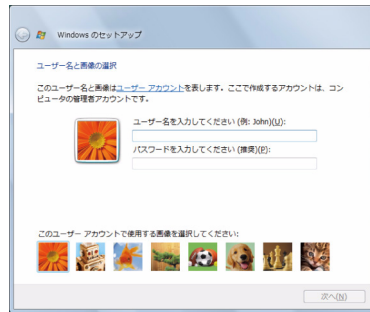 Windows のセットアップ
ユーザー名と画像の選択
このユーザー名と画像はユーザー アカウントを表します。ここで作成するアカウントは、コン
ピュータの管理者アカウントです。
ユーザー名を入力してください (例: John)(U):
パスワードを入力してください (推奨)(P):
このユーザー アカウントで使用する画像を選択してください:
次へ(N)